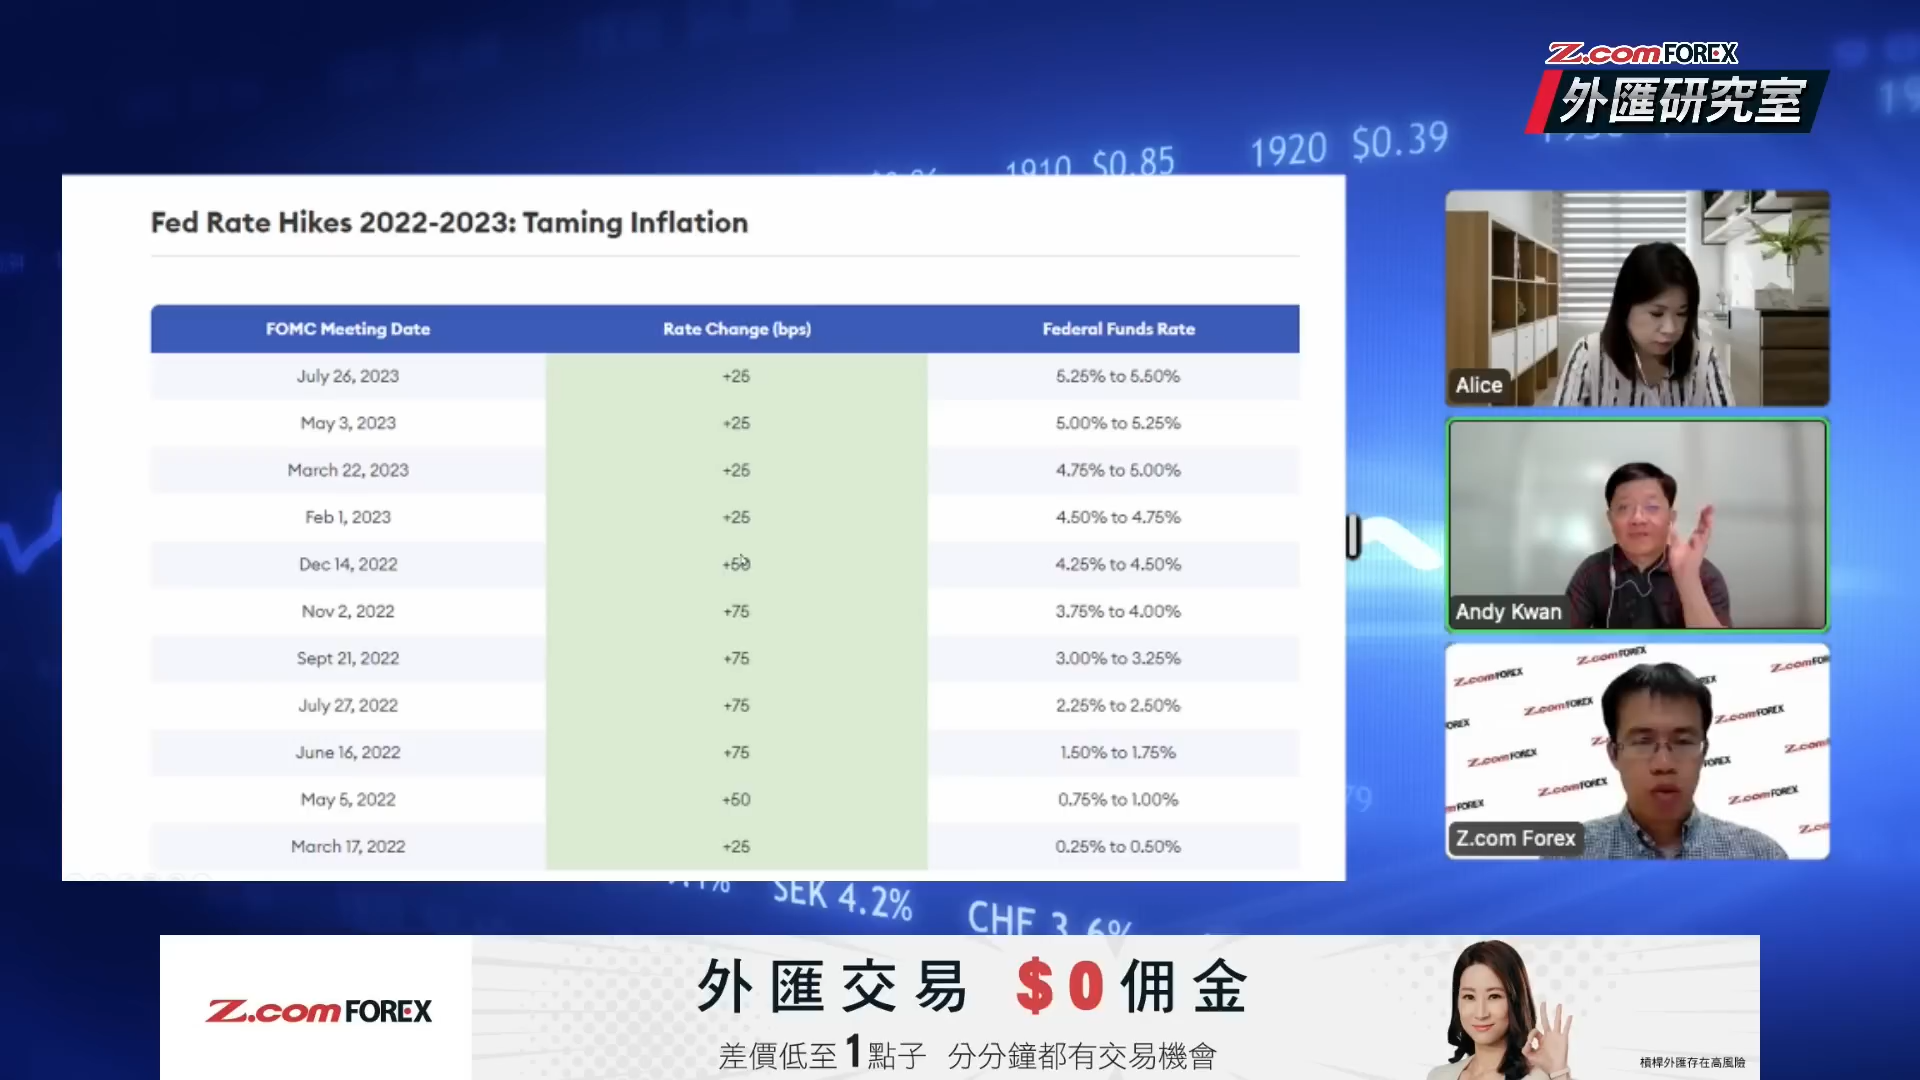 Z.com FOREX
外匯研究室
1910 $0.85
1920 $0.39
Fed Rate Hikes 2022-2023: Taming Inflation
FOMC Meeting Date Rate Change (bps) Federal Funds Rate
July 26, 2023 +25 5.25% to 5.50%
May 3, 2023 +25 5.00% to 5.25%
March 22, 2023 +25 4.75% to 5.00%
Feb 1, 2023 +25 4.50% to 4.75%
Dec 14, 2022 +50 4.25% to 4.50%
Nov 2, 2022 +75 3.75% to 4.00%
Sept 21, 2022 +75 3.00% to 3.25%
July 27, 2022 +75 2.25% to 2.50%
June 16, 2022 +75 1.50% to 1.75%
May 5, 2022 +50 0.75% to 1.00%
March 17, 2022 +25 0.25% to 0.50%
Alice
Andy Kwan
Z.com FOREX
Z.com Forex
SEK 4.2%
CHF 3.6%
Z.com FOREX
外匯交易 $0佣金
差價低至1點子 分分鐘都有交易機會
槓桿外匯存在高風險